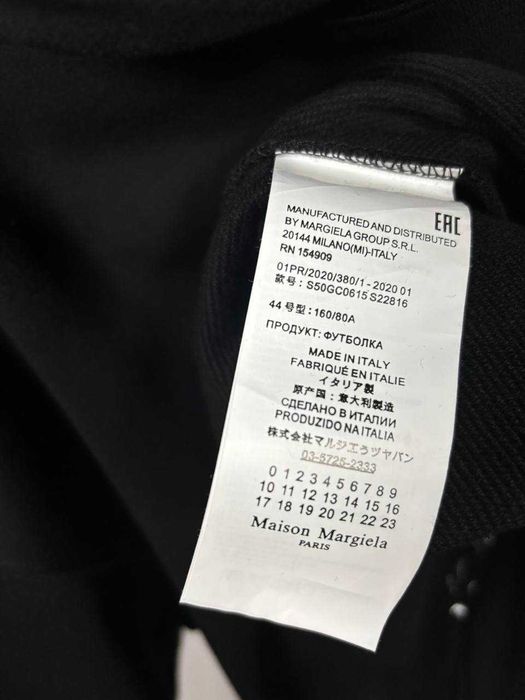 EAC
MANUFACTURED AND DISTRIBUTED
BY MARGIELA GROUP S.R.L.
20144 MILANO(MI)-ITALY
RN 154909
01PR/2020/380/1 - 2020 01
款号: S50GC0615 S22816
44 号型: 160/80A
ПРОДУКТ: ФУТБОЛКА
MADE IN ITALY
FABRIQUÉ EN ITALIE
イタリア製
原产国: 意大利製造
СДЕЛАНО В ИТАЛИИ
PRODUZIDO NA ITALIA
株式会社マルジエラヅヤパン
03-5725-2333
0 1 2 3 4 5 6 7 8 9
10 11 12 13 14 15 16
17 18 19 20 21 22 23
Maison Margiela
PARIS